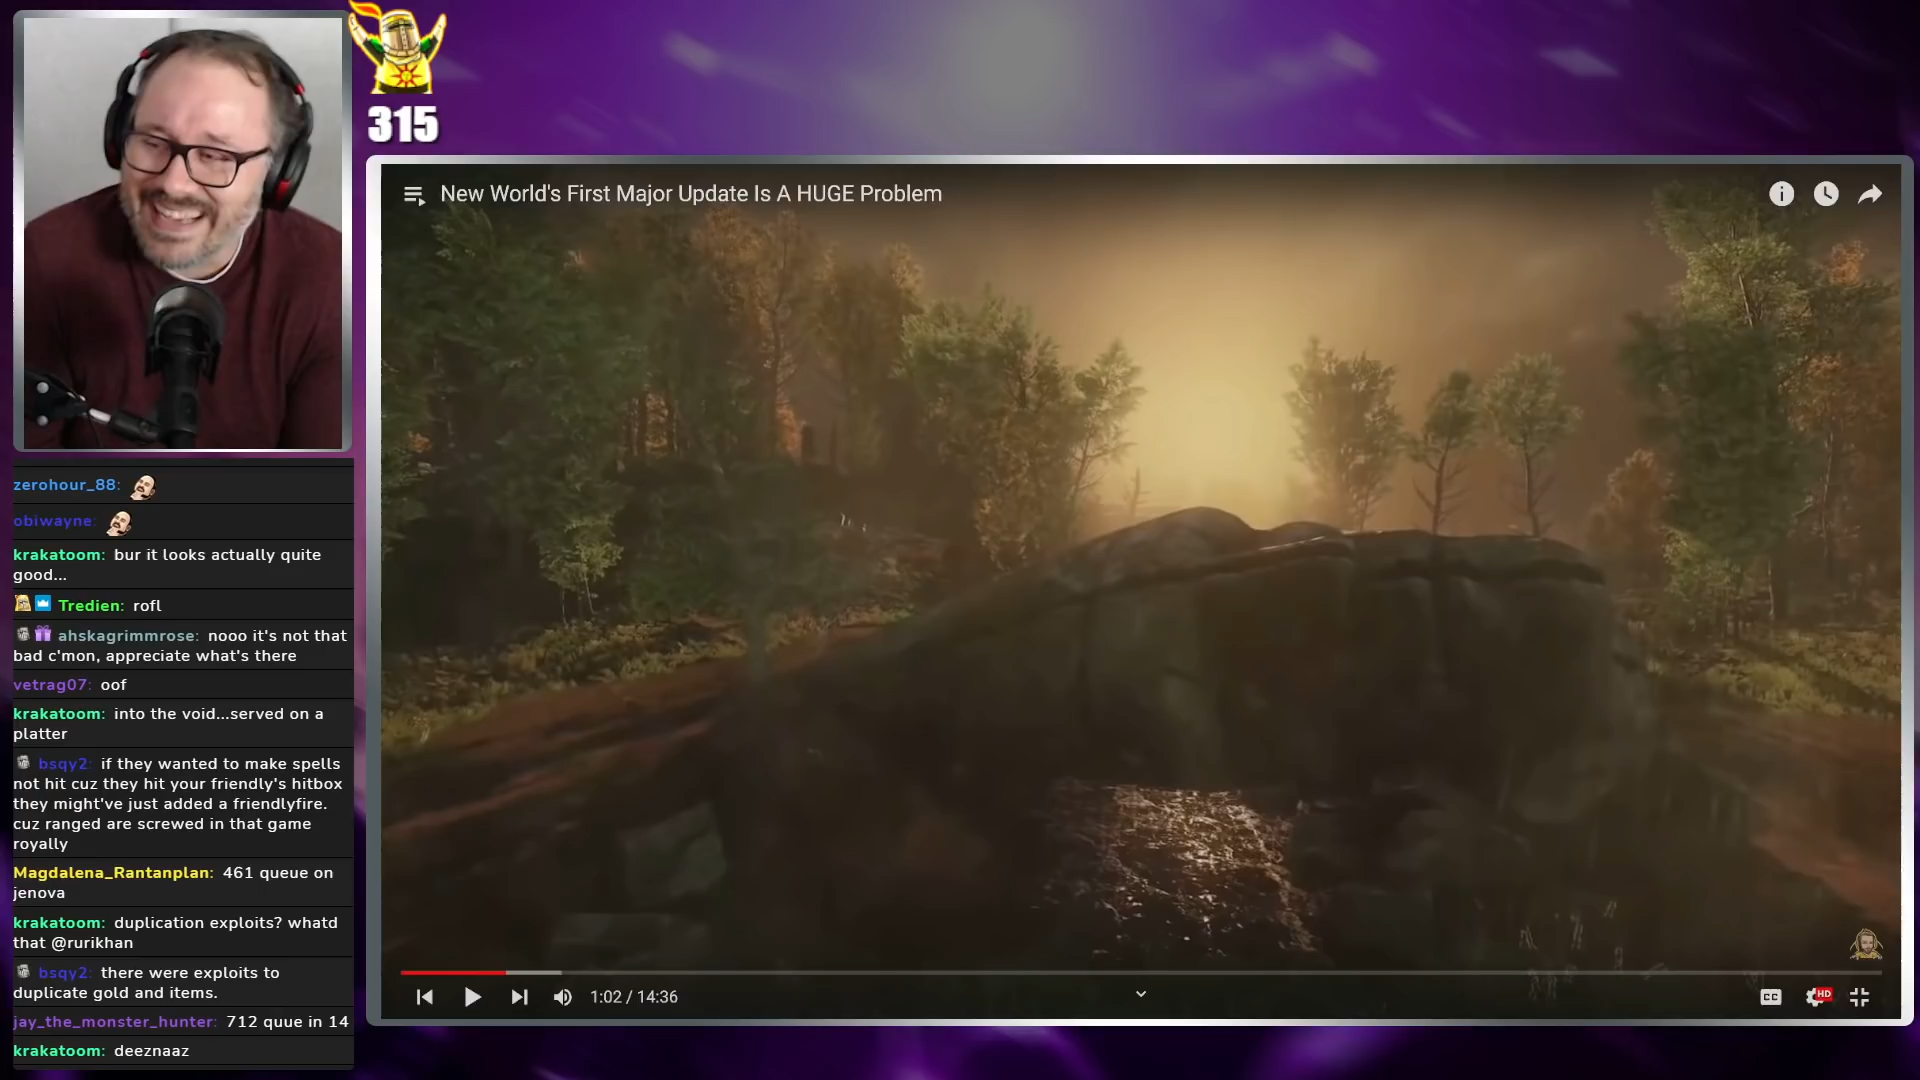 315
New World's First Major Update Is A HUGE Problem
zerohour_88:
obiwayne:
krakatoom: bur it looks actually quite
good...
Tredien: rofl
ahskagrimmrose: nooo it's not that
bad c'mon, appreciate what's there
vetrag07: oof
krakatoom: into the void...served on a
platter
bsqy2: if they wanted to make spells
not hit cuz they hit your friendly's hitbox
they might've just added a friendlyfire.
cuz ranged are screwed in that game
royally
Magdalena_Rantanplan: 461 queue on
jenova
krakatoom: duplication exploits? whatd
that @rurikhan
bsqy2: there were exploits to
duplicate gold and items.
jay_the_monster_hunter: 712 quue in 14
krakatoom: deeznaaz
1:02 / 14:36
CC
HD